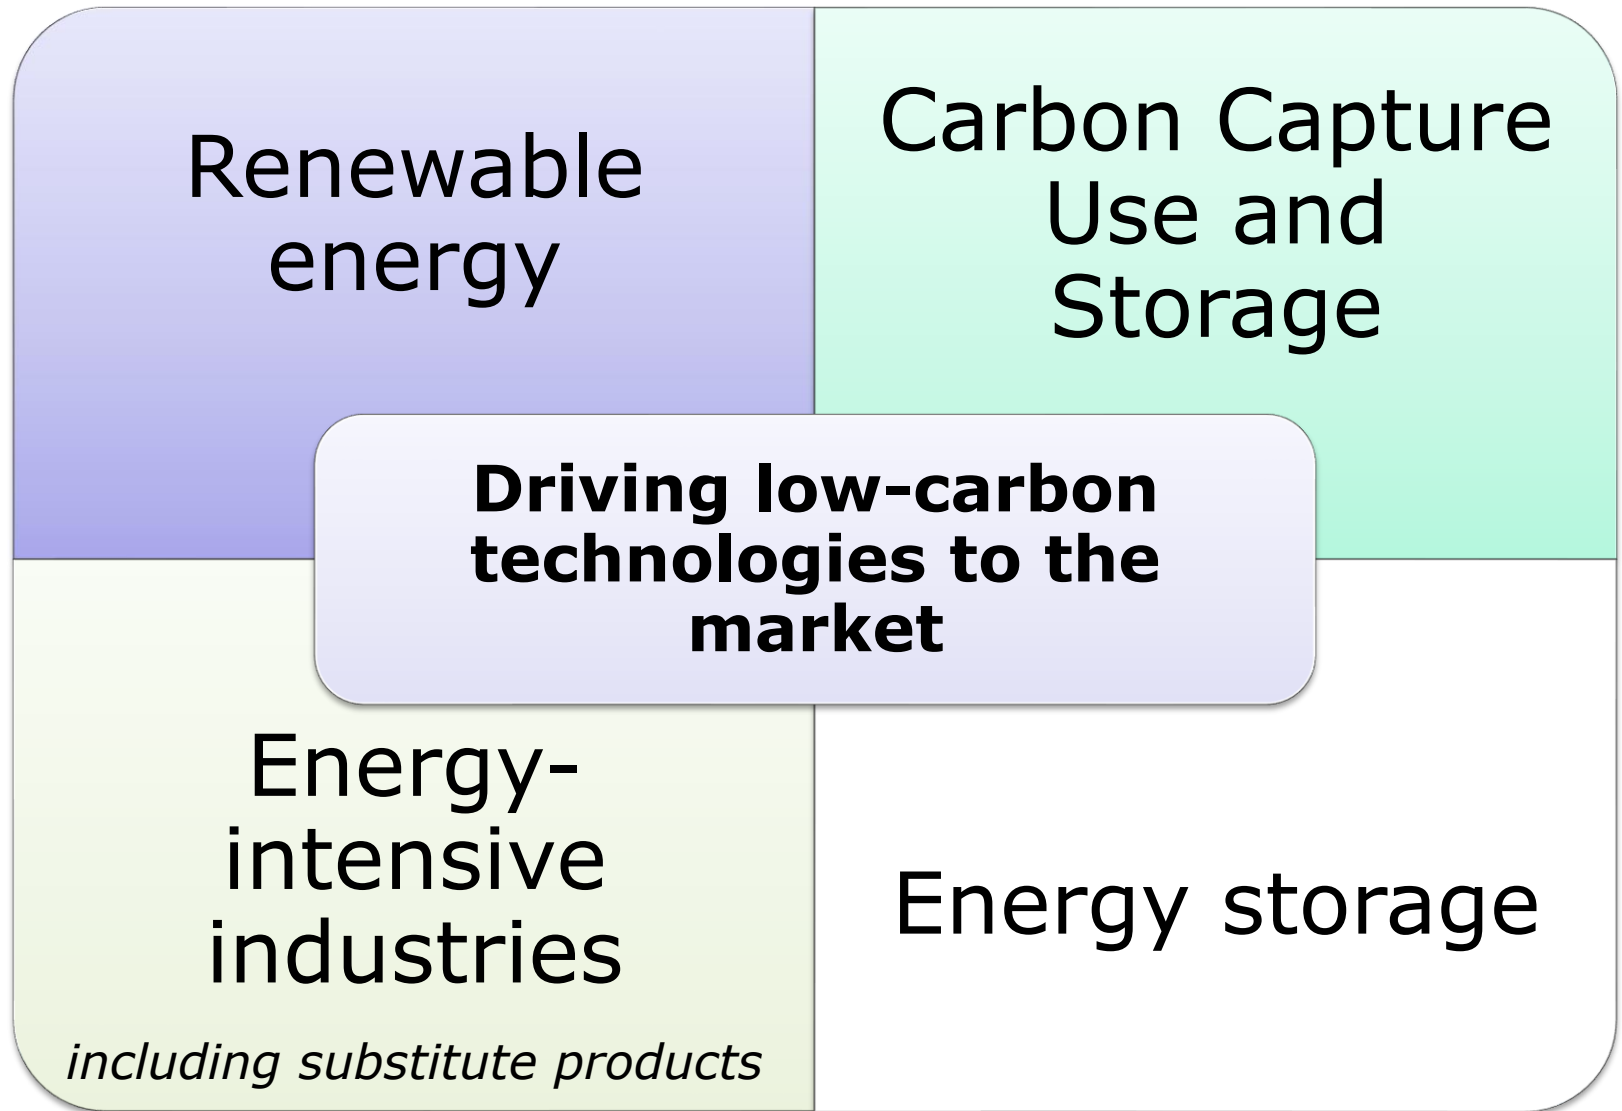 Renewable
energy
Carbon Capture
Use and
Storage
Driving low-carbon
technologies to the
market
Energy-
intensive
industries
including substitute products
Energy storage